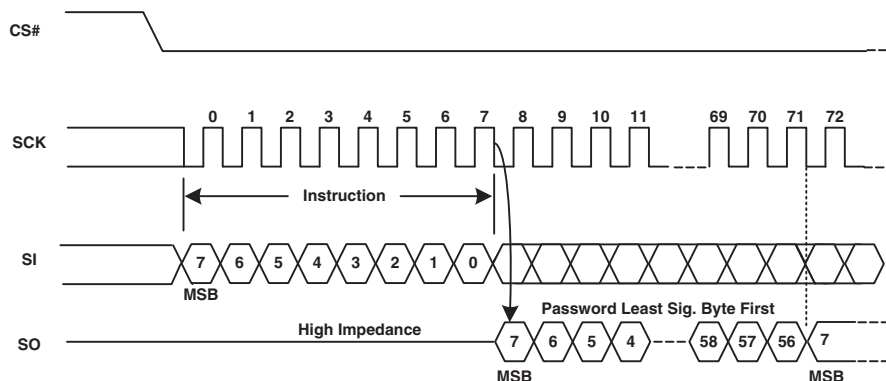 CS#
0 1 2 3 4 5 6 7 8 9 10 11 69 70 71 72
SCK
Instruction
SI 7 6 5 4 3 2 1 0
MSB
Password Least Sig. Byte First
High Impedance
SO 7 6 5 4 58 57 56 7
MSB MSB